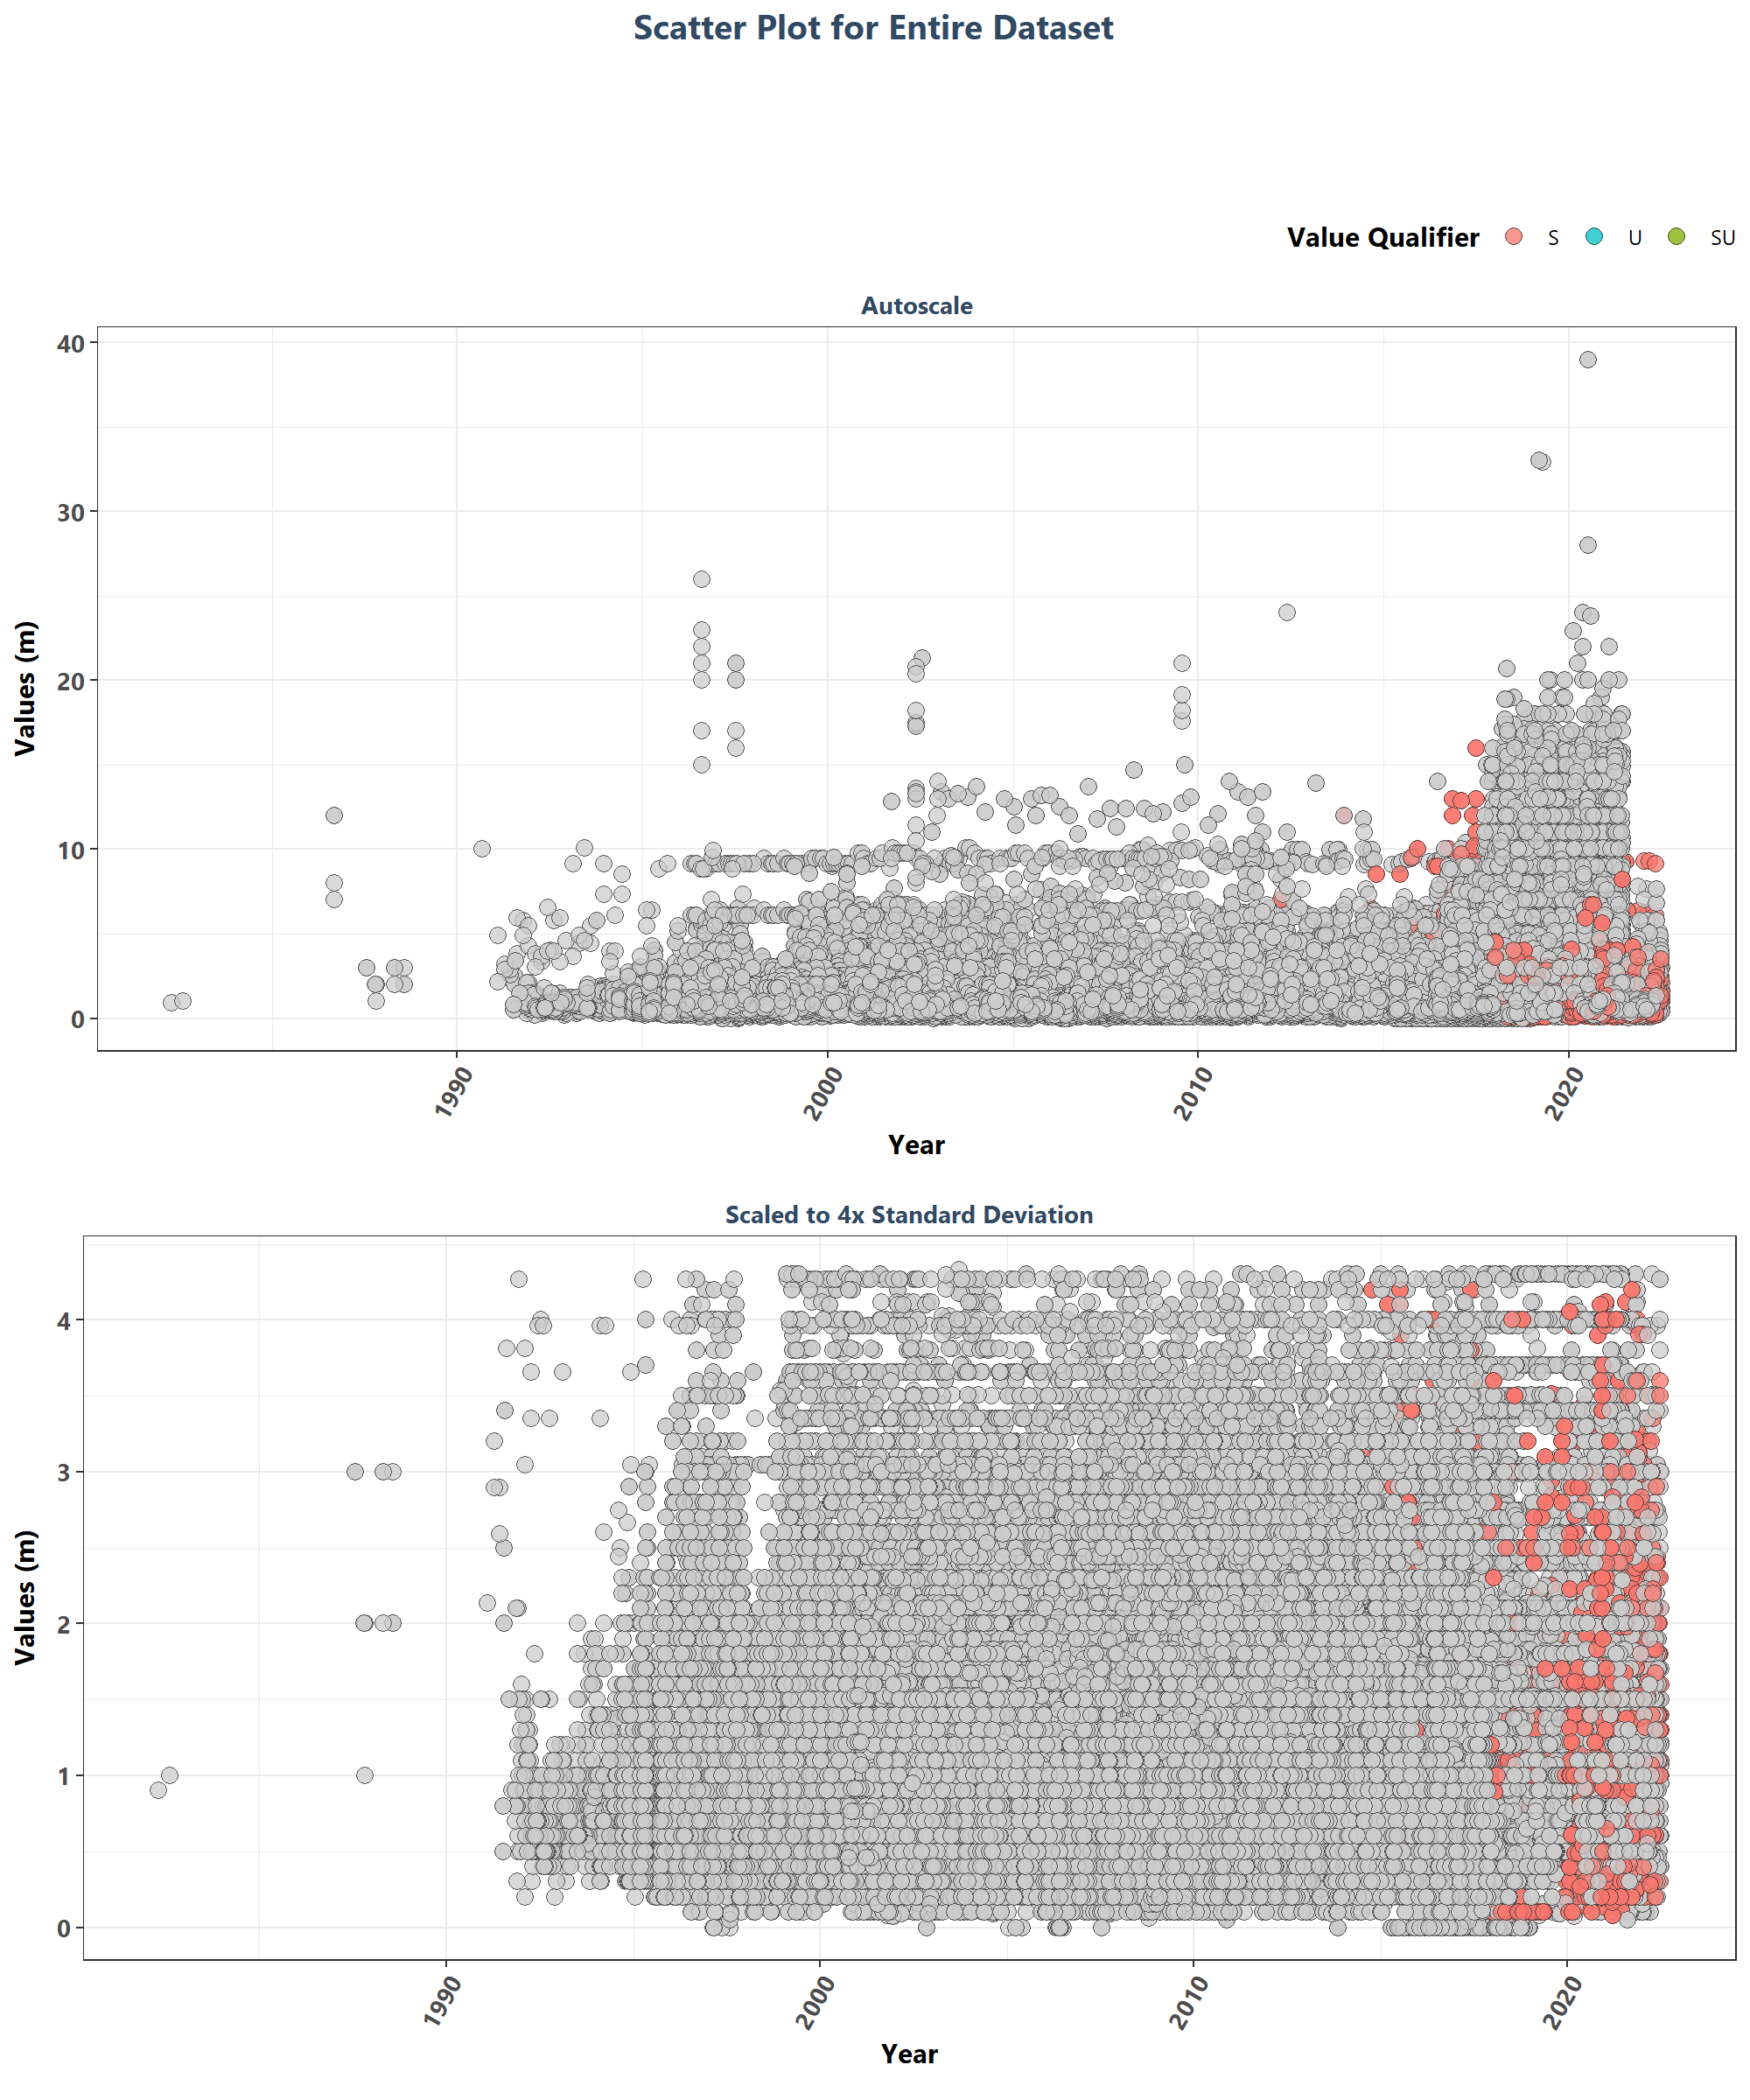 Scatter Plot for Entire Dataset
Value Qualifier S U SU
Autoscale
40
30
20
10
0
Values (m)
1990 2000 2010 2020
Year
Scaled to 4x Standard Deviation
4
3
2
1
0
Values (m)
1990 2000 2010 2020
Year